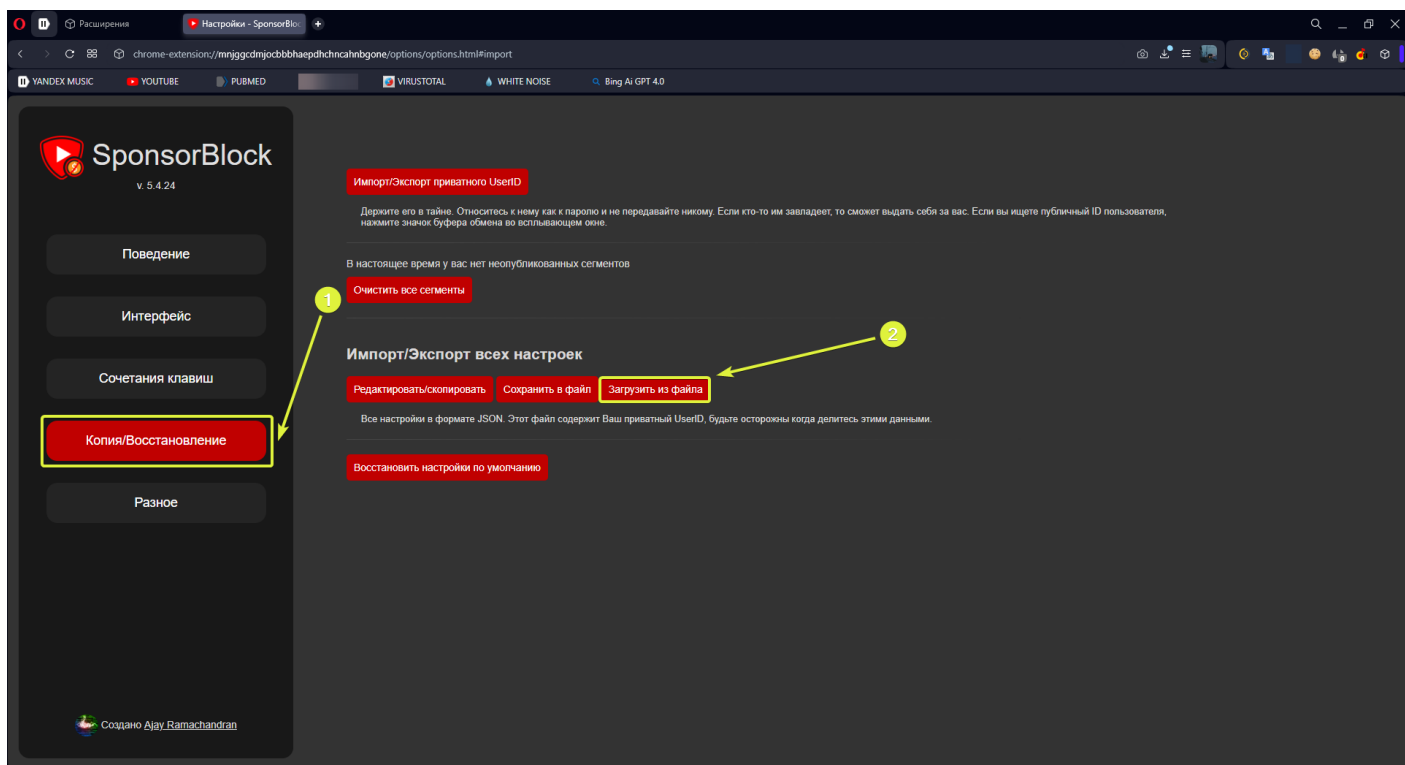 Расширения
Настройки - SponsorBloc
chrome-extension://mnjggcdmjocbbbhaepdhchncahnbgone/options/options.html#import
YANDEX MUSIC
YOUTUBE
PUBMED
VIRUSTOTAL
WHITE NOISE
Bing Ai GPT 4.0
SponsorBlock
v. 5.4.24
Поведение
Интерфейс
Сочетания клавиш
Копия/Восстановление
Разное
Создано Ajay Ramachandran
Импорт/Экспорт приватного UserID
Держите его в тайне. Относитесь к нему как к паролю и не передавайте никому. Если кто-то им завладеет, то сможет выдать себя за вас. Если вы ищете публичный ID пользователя,
нажмите значок буфера обмена во всплывающем окне.
В настоящее время у вас нет неопубликованных сегментов
Очистить все сегменты
1
2
Импорт/Экспорт всех настроек
Редактировать/скопировать
Сохранить в файл
Загрузить из файла
Все настройки в формате JSON. Этот файл содержит Ваш приватный UserID, будьте осторожны когда делитесь этими данными.
Восстановить настройки по умолчанию